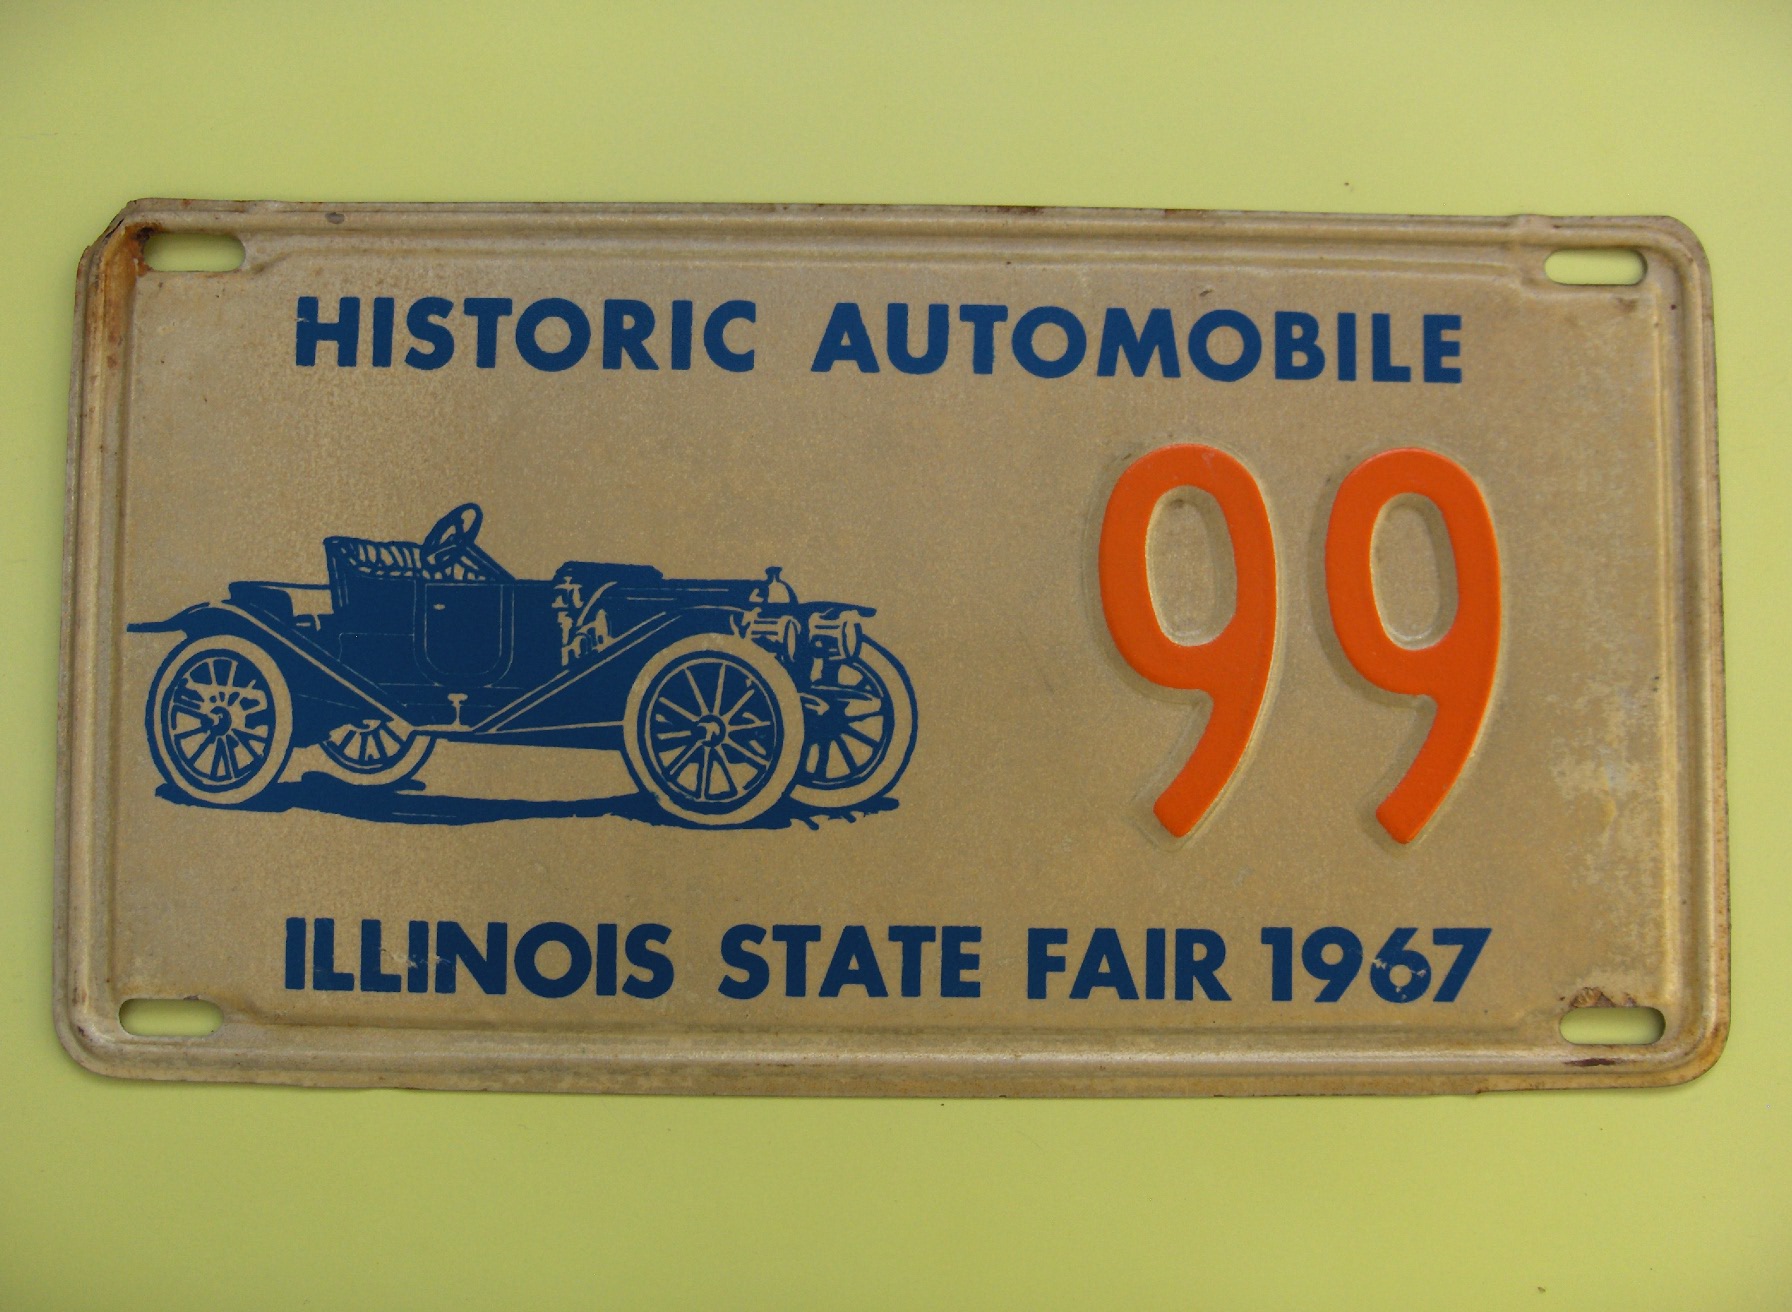 HISTORIC AUTOMOBILE
99
ILLINOIS STATE FAIR 1967